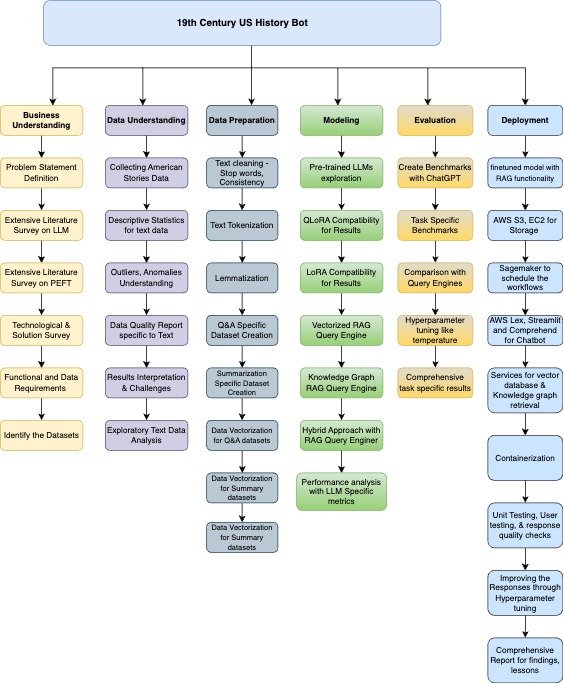 19th Century US History Bot
Business
Understanding
Problem Statement
Definition
Extensive Literature
Survey on LLM
Extensive Literature
Survey on PEFT
Technological &
Solution Survey
Functional and Data
Requirements
Identify the Datasets
Data Understanding
Collecting American
Stories Data
Descriptive Statistics
for text data
Outliers, Anomalies
Understanding
Data Quality Report
specific to Text
Results Interpretation
& Challenges
Exploratory Text Data
Analysis
Data Preparation
Text cleaning -
Stop words,
Consistency
Text Tokenization
Lemmatization
Q&A Specific
Dataset Creation
Summarization
Specific Dataset
Creation
Data Vectorization
for Q&A datasets
Data Vectorization
for Summary
datasets
Data Vectorization
for Summary
datasets
Modeling
Pre-trained LLMs
exploration
QLoRA Compatibility
for Results
LoRA Compatibility
for Results
Vectorized RAG
Query Engine
Knowledge Graph
RAG Query Engine
Hybrid Approach with
RAG Query Enginer
Performance analysis
with LLM Specific
metrics
Evaluation
Create Benchmarks
with ChatGPT
Task Specific
Benchmarks
Comparison with
Query Engines
Hyperparameter
tuning like
temperature
Comprehensive
task specific results
Deployment
finetuned model with
RAG functionality
AWS S3, EC2 for
Storage
Sagemaker to
schedule the
workflows
AWS Lex, Streamlit
and Comprehend for
Chatbot
Services for vector
database &
Knowledge graph
retrieval
Containerization
Unit Testing, User
testing, & response
quality checks
Improving the
Responses through
Hyperparameter
tuning
Comprehensive
Report for findings,
lessons